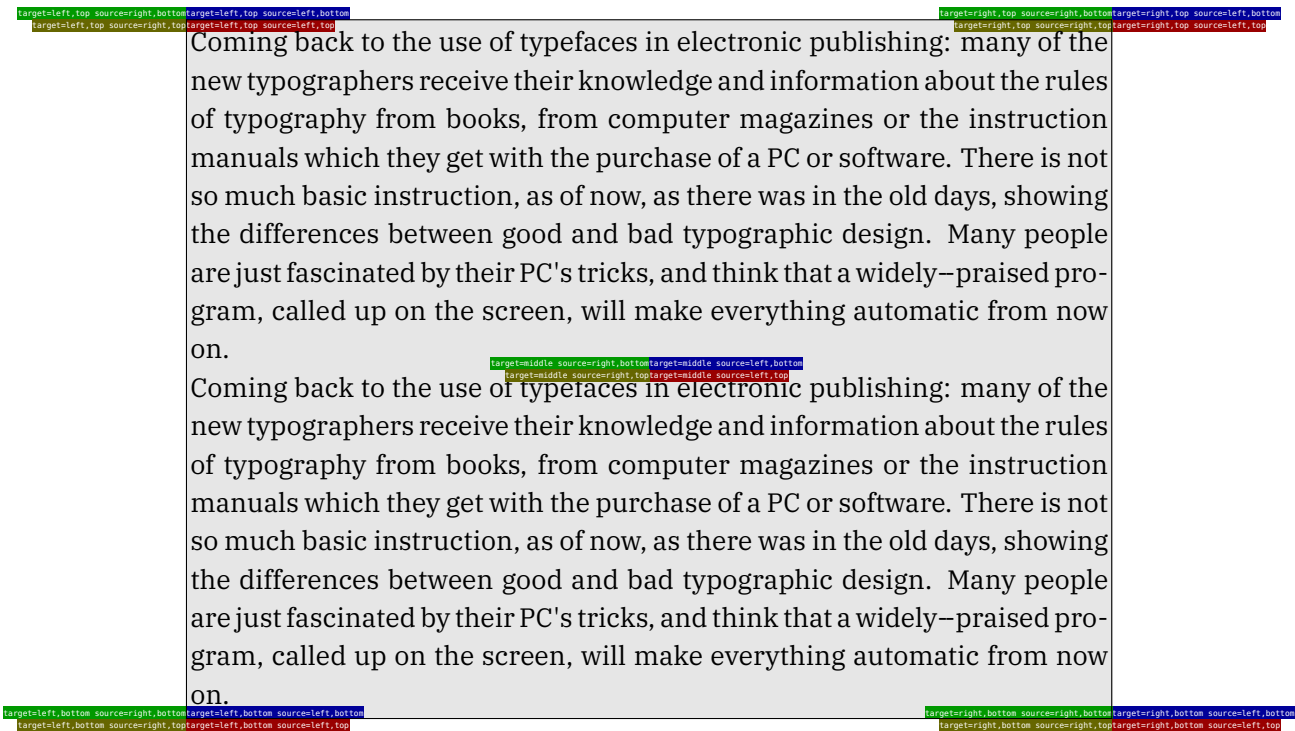 target=left,top source=right,bottom target=left,top source=left,bottom target=right,top source=right,bottom target=right,top source=left,bottom
target=left,top source=right,top target=left,top source=left,top target=right,top source=right,top target=right,top source=left,top
Coming back to the use of typefaces in electronic publishing: many of the
new typographers receive their knowledge and information about the rules
of typography from books, from computer magazines or the instruction
manuals which they get with the purchase of a PC or software. There is not
so much basic instruction, as of now, as there was in the old days, showing
the differences between good and bad typographic design. Many people
are just fascinated by their PC's tricks, and think that a widely--praised pro-
gram, called up on the screen, will make everything automatic from now
on.
target=middle source=right,bottom target=middle source=left,bottom
target=middle source=right,top target=middle source=left,top
Coming back to the use of typefaces in electronic publishing: many of the
new typographers receive their knowledge and information about the rules
of typography from books, from computer magazines or the instruction
manuals which they get with the purchase of a PC or software. There is not
so much basic instruction, as of now, as there was in the old days, showing
the differences between good and bad typographic design. Many people
are just fascinated by their PC's tricks, and think that a widely--praised pro-
gram, called up on the screen, will make everything automatic from now
on.
target=left,bottom source=right,bottom target=left,bottom source=left,bottom target=right,bottom source=right,bottom target=right,bottom source=left,bottom
target=left,bottom source=right,top target=left,bottom source=left,top target=right,bottom source=right,top target=right,bottom source=left,top